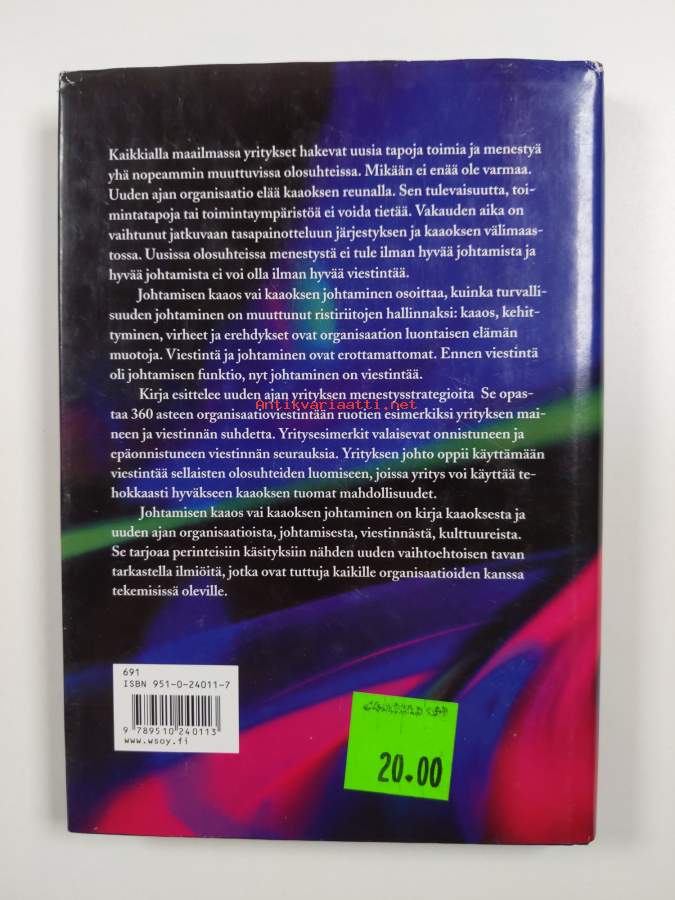 Kaikkialla maailmassa yritykset hakevat uusia tapoja toimia ja menestyä
yhä nopeammin muuttuvissa olosuhteissa. Mikään ei enää ole varmaa.
Uuden ajan organisaatio elää kaaoksen reunalla. Sen tulevaisuutta, toi-
mintatapoja tai toimintaympäristöä ei voida tietää. Vakauden aika on
vaihtunut jatkuvaan tasapainotteluun järjestyksen ja kaaoksen välimaas-
tossa. Uusissa olosuhteissa menestystä ei tule ilman hyvää johtamista ja
hyvää johtamista ei voi olla ilman hyvää viestintää.
Johtamisen kaaos vai kaaoksen johtaminen osoittaa, kuinka turvalli-
suuden johtaminen on muuttunut ristiriitojen hallinnaksi: kaaos, kehit-
tyminen, virheet ja erehdykset ovat organisaation luontaisen elämän
muotoja. Viestintä ja johtaminen ovat erottamattomat. Ennen viestintä
oli johtamisen funktio, nyt johtaminen on viestintää.
Kirja esittelee uuden ajan yrityksen menestysstrategioita Se opas-
taa 360 asteen organisaatioviestintään ruotien esimerkiksi yrityksen mai-
Antikvariaatti.net
neen ja viestinnän suhdetta. Yritysesimerkit valaisevat onnistuneen ja
epäonnistuneen viestinnän seurauksia. Yrityksen johto oppii käyttämään
viestintää sellaisten olosuhteiden luomiseen, joissa yritys voi käyttää te-
hokkaasti hyväkseen kaaoksen tuomat mahdollisuudet.
Johtamisen kaaos vai kaaoksen johtaminen on kirja kaaoksesta ja
uuden ajan organisaatioista, johtamisesta, viestinnästä, kulttuureista.
Se tarjoaa perinteisiin käsityksiin nähden uuden vaihtoehtoisen tavan
tarkastella ilmiöitä, jotka ovat tuttuja kaikille organisaatioiden kanssa
tekemisissä oleville.
691
ISBN 951-0-24011-7
9 789510 240113
www.wsoy.fi
20.00